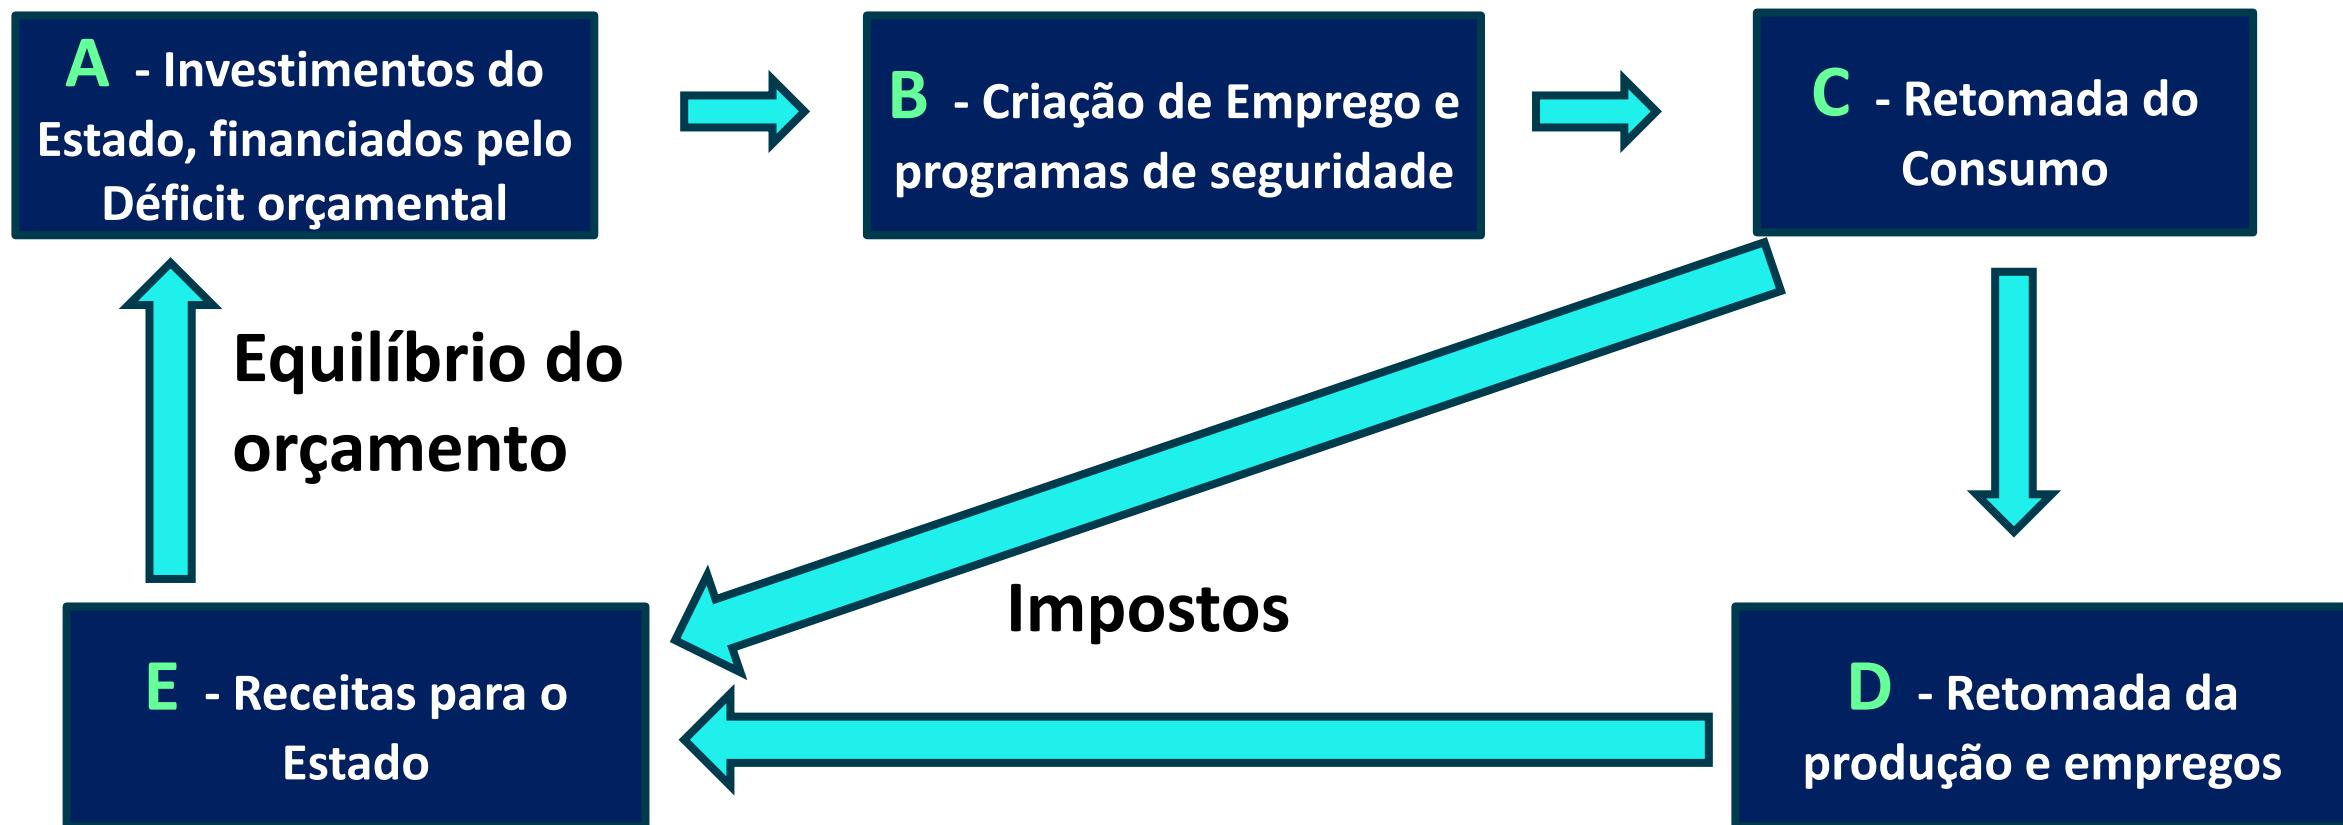 A - Investimentos do
Estado, financiados pelo
Déficit orçamental
B - Criação de Emprego e
programas de seguridade
C - Retomada do
Consumo
Equilíbrio do
orçamento
Impostos
E - Receitas para o
Estado
D - Retomada da
produção e empregos